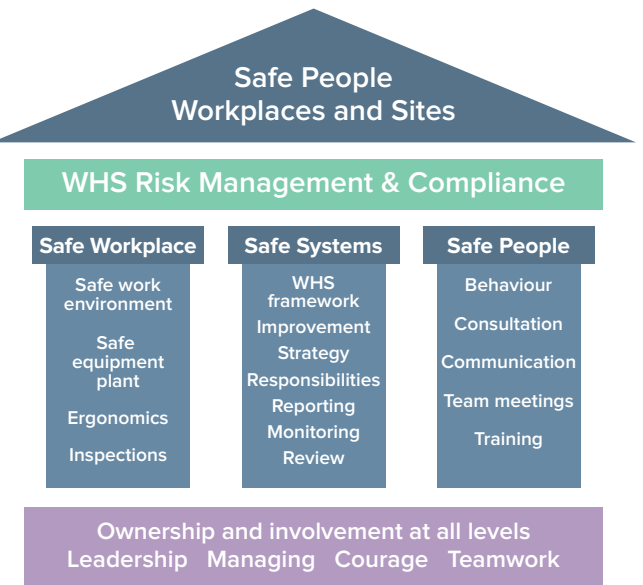 Safe People
Workplaces and Sites
WHS Risk Management & Compliance
Safe Workplace
Safe work
environment
Safe
equipment
plant
Ergonomics
Inspections
Safe Systems
WHS
framework
Improvement
Strategy
Responsibilities
Reporting
Monitoring
Review
Safe People
Behaviour
Consultation
Communication
Team meetings
Training
Ownership and involvement at all levels
Leadership Managing Courage Teamwork